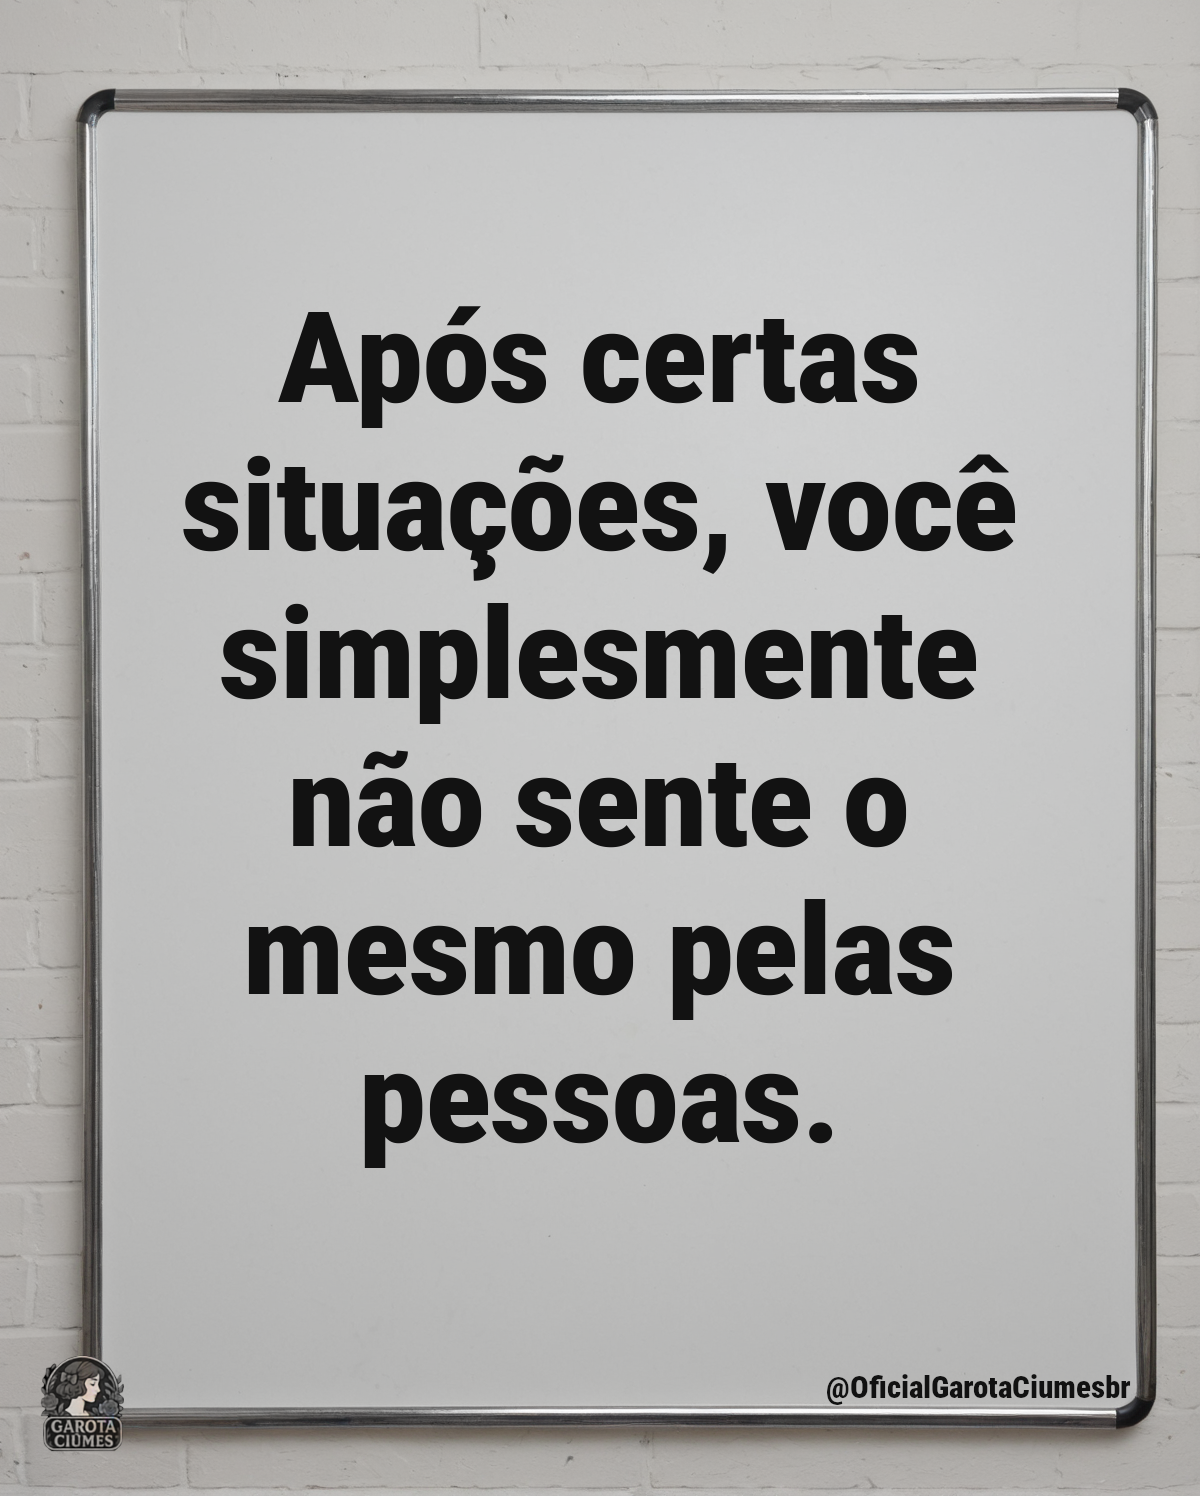 Após certas
situações, você
simplesmente
não sente o
mesmo pelas
pessoas.
@OficialGarotaCiumesbr
GAROTA
CIÚMES